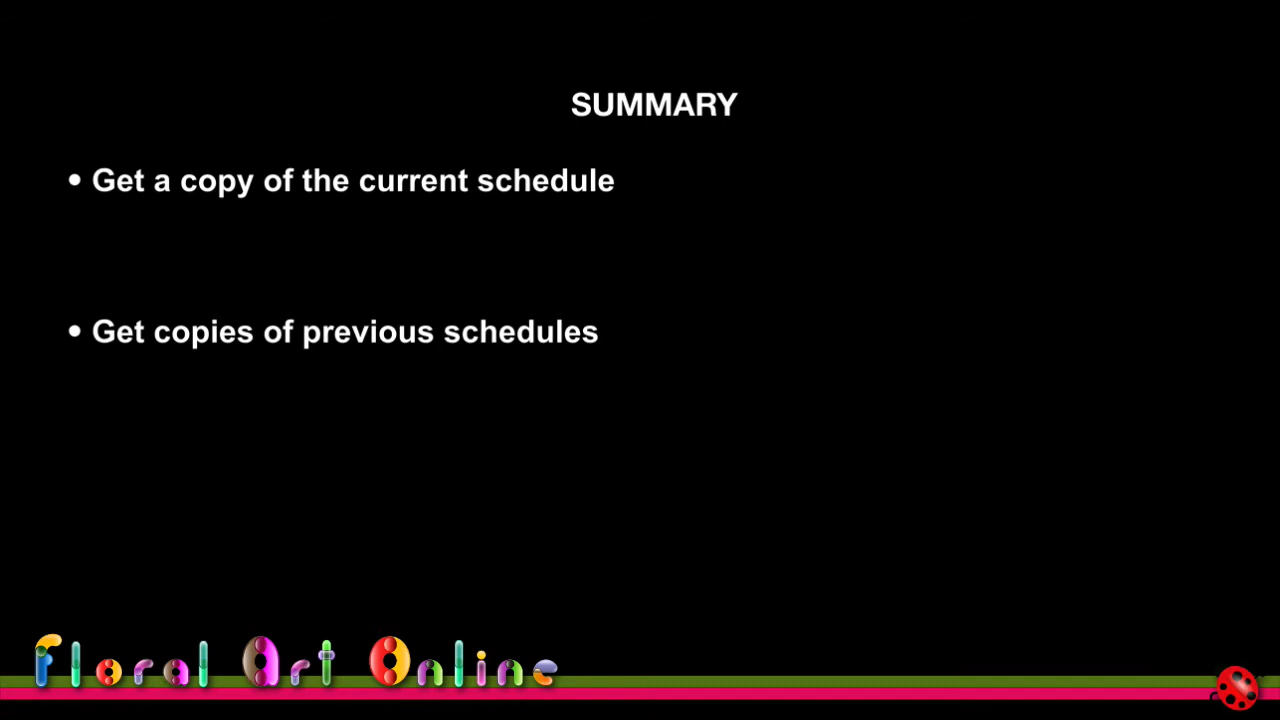 SUMMARY
• Get a copy of the current schedule
• Get copies of previous schedules
Floral Art Online